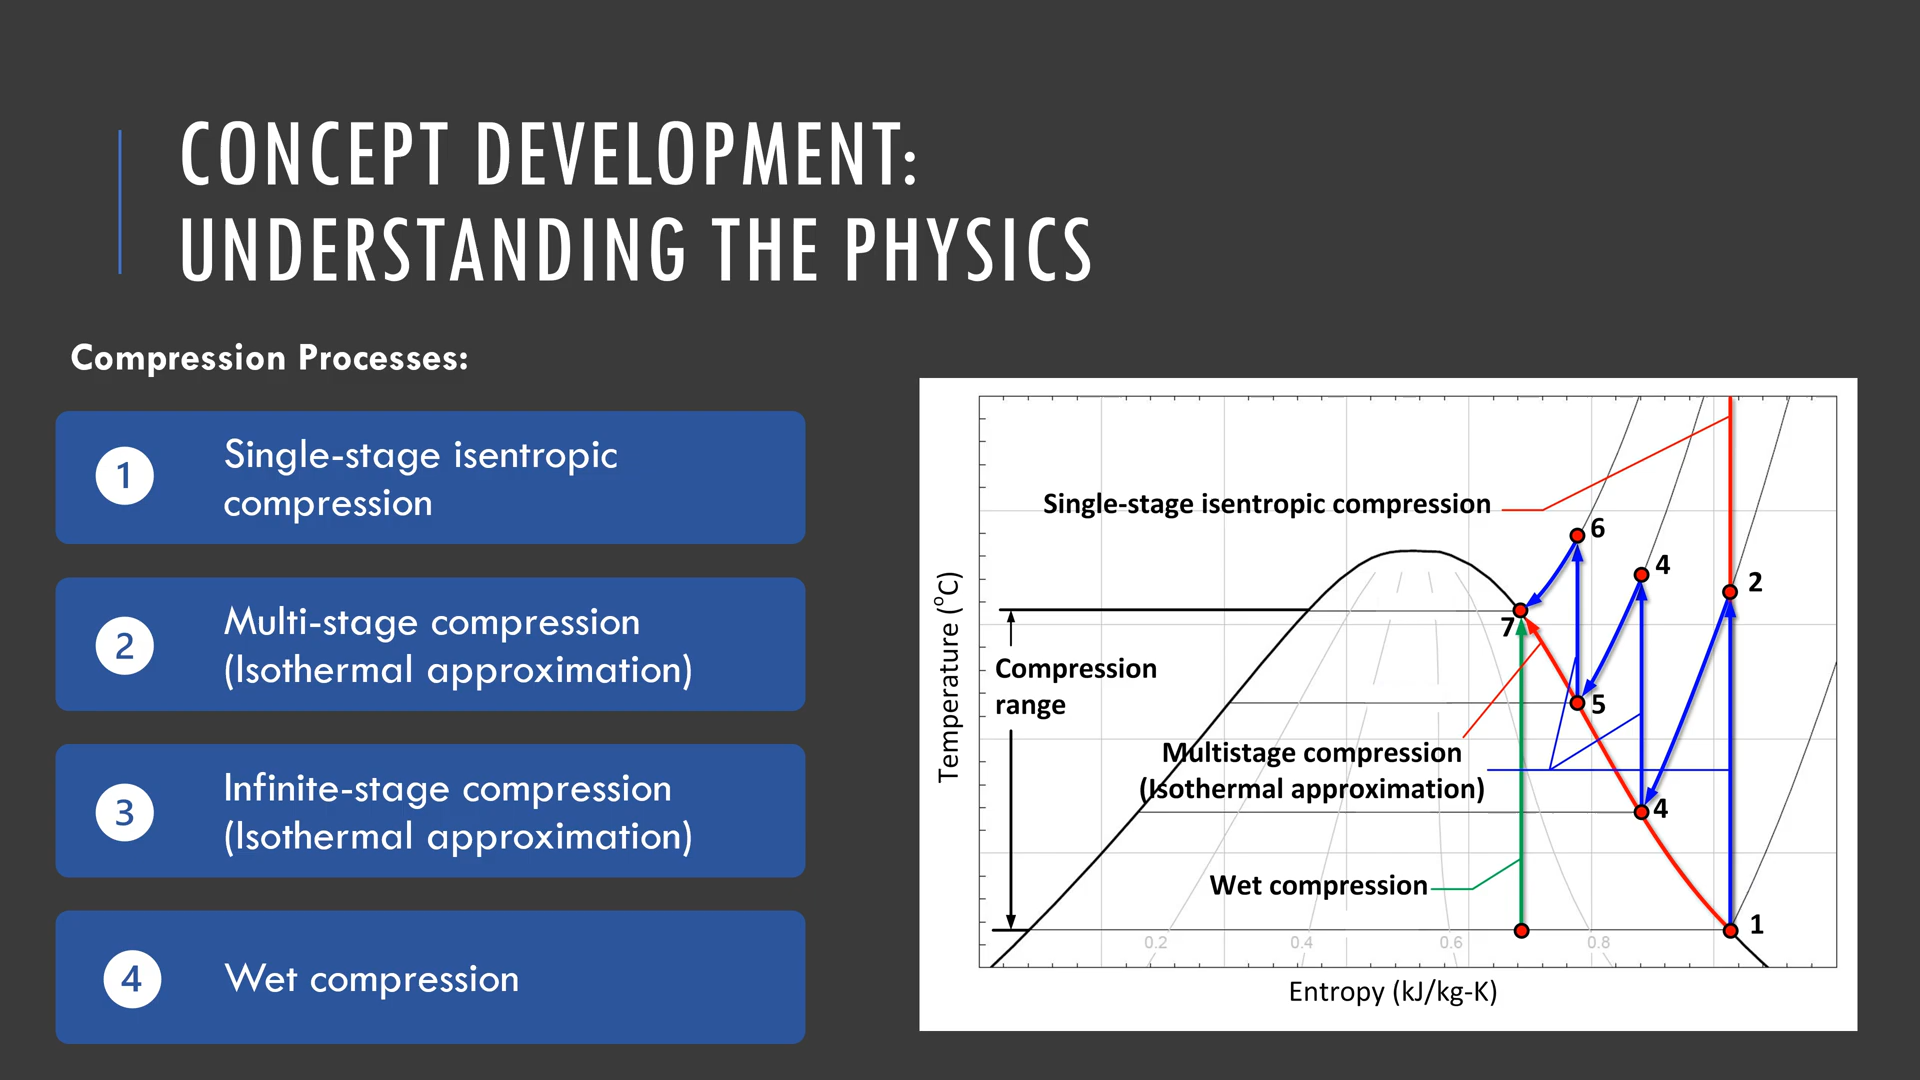 CONCEPT DEVELOPMENT:
UNDERSTANDING THE PHYSICS
Compression Processes:
1
Single-stage isentropic
compression
2
Multi-stage compression
(Isothermal approximation)
3
Infinite-stage compression
(Isothermal approximation)
4
Wet compression
Temperature (°C)
Single-stage isentropic compression
6
4
2
7
Compression
range
5
Multistage compression
(Isothermal approximation)
4
Wet compression
1
0.2 0.4 0.6 0.8
Entropy (kJ/kg-K)